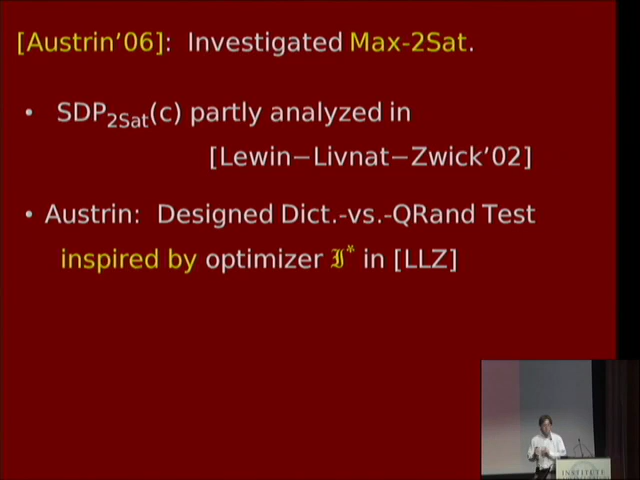 [Austrin'06]: Investigated Max-2Sat.
• SDP2Sat(c) partly analyzed in
[Lewin–Livnat–Zwick'02]
• Austrin: Designed Dict.-vs.-QRand Test
inspired by optimizer ℑ* in [LLZ]
INSTITUTE